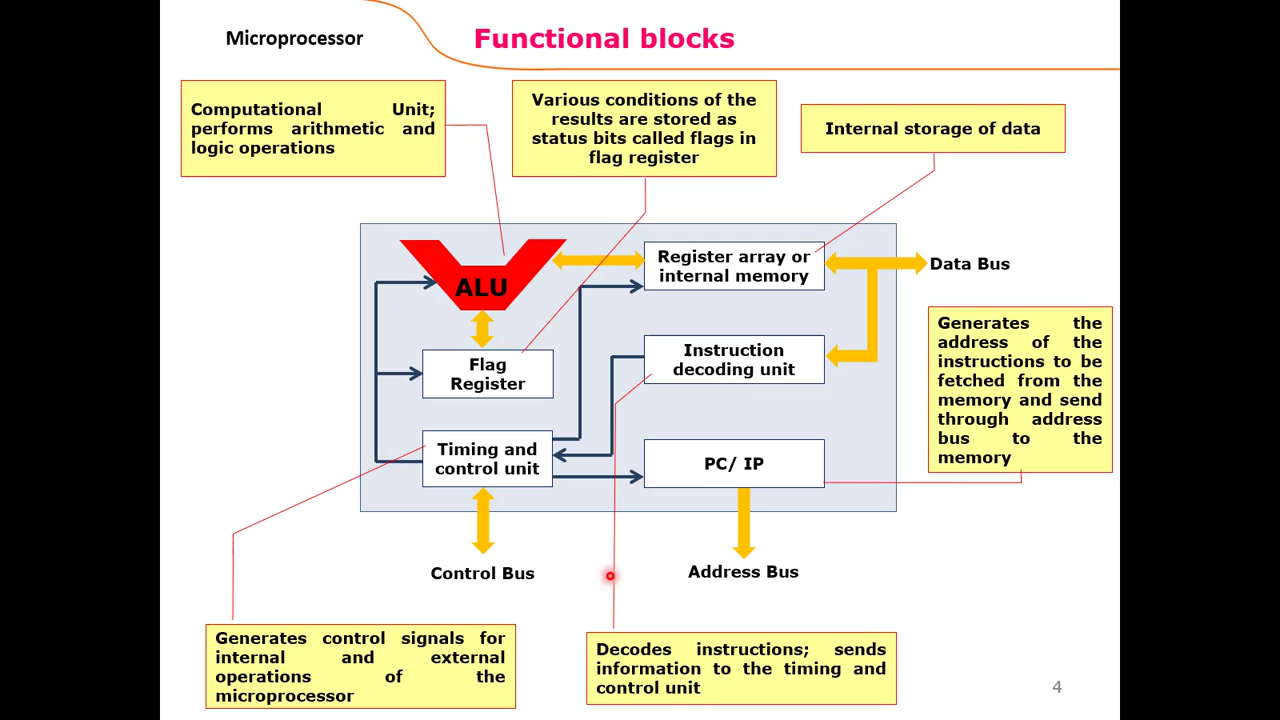 Microprocessor
Functional blocks
Computational Unit;
performs arithmetic and
logic operations
Various conditions of the
results are stored as
status bits called flags in
flag register
Internal storage of data
ALU
Register array or
internal memory
Data Bus
Generates the
address of the
instructions to be
fetched from the
memory and send
through address
bus to the
memory
Flag
Register
Instruction
decoding unit
Timing and
control unit
PC/ IP
Control Bus
Address Bus
Generates control signals for
internal and external
operations of the
microprocessor
Decodes instructions; sends
information to the timing and
control unit
4